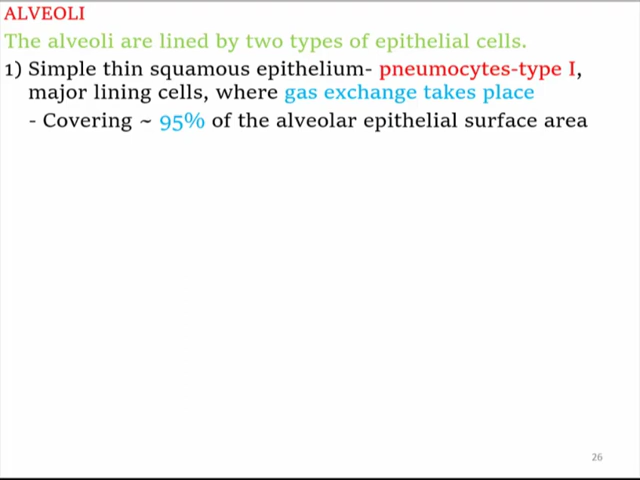 ALVEOLI
The alveoli are lined by two types of epithelial cells.
1) Simple thin squamous epithelium- pneumocytes-type I,
major lining cells, where gas exchange takes place
- Covering ~ 95% of the alveolar epithelial surface area
26